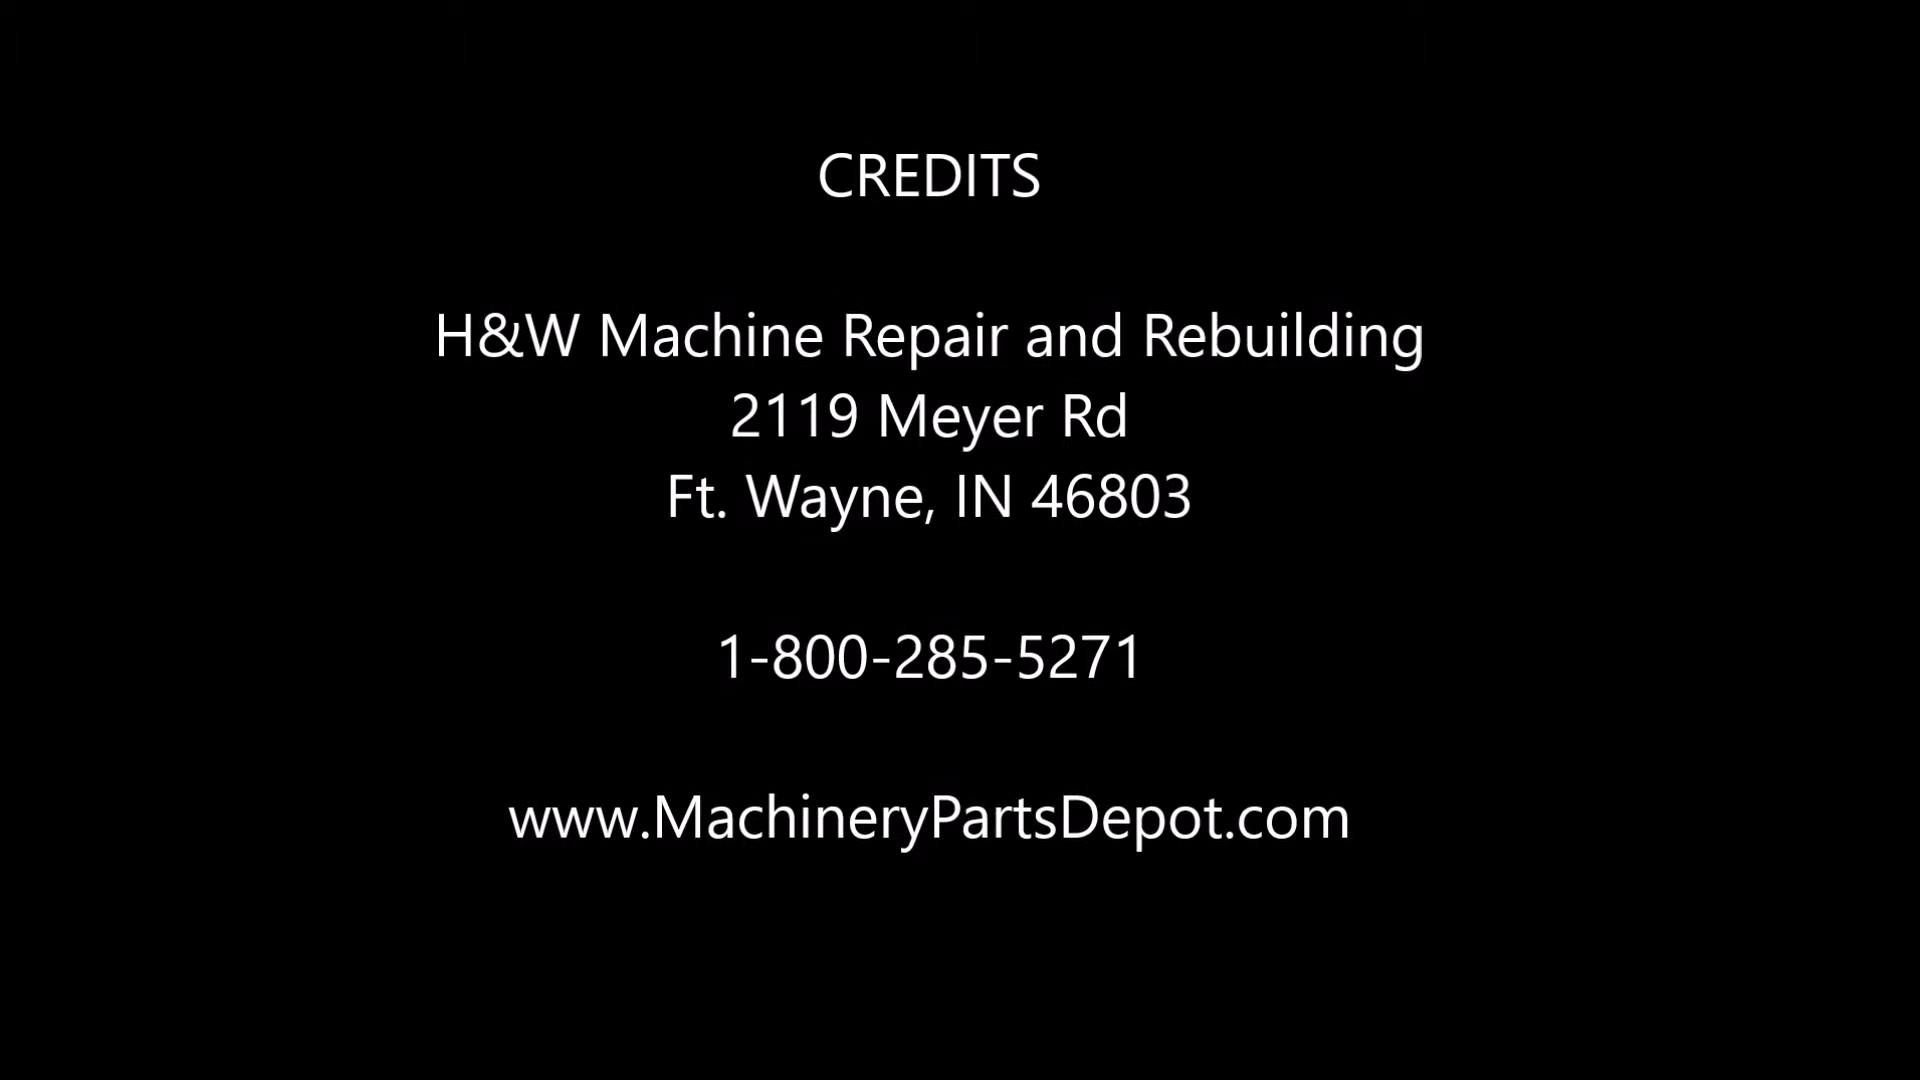 CREDITS
H&W Machine Repair and Rebuilding
2119 Meyer Rd
Ft. Wayne, IN 46803
1-800-285-5271
www.MachineryPartsDepot.com